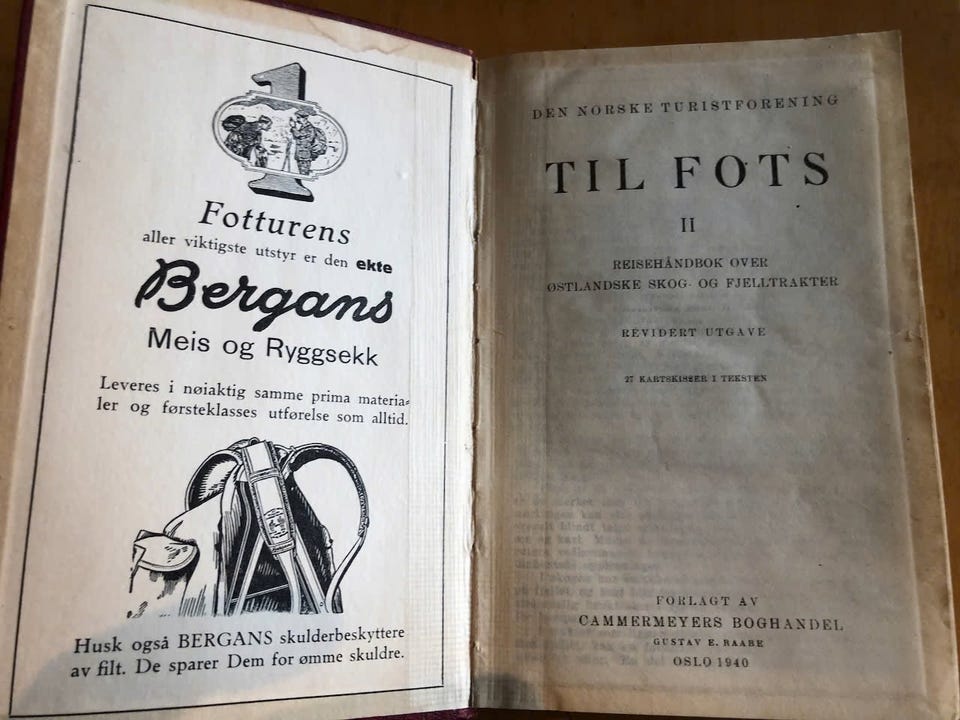 1
Fotturens
aller viktigste utstyr er den ekte
Bergans
Meis og Ryggsekk
Leveres i nøiaktig samme prima materia-
ler og førsteklasses utførelse som alltid.
Husk også BERGANS skulderbeskyttere
av filt. De sparer Dem for ømme skuldre.
DEN NORSKE TURISTFORENING
TIL FOTS
II
REISEHÅNDBOK OVER
ØSTLANDSKE SKOG- OG FJELLTRAKTER
REVIDERT UTGAVE
27 KARTSKISSER I TEKSTEN
FORLAGT AV
CAMMERMEYERS BOGHANDEL
GUSTAV E. RAABE
OSLO 1940